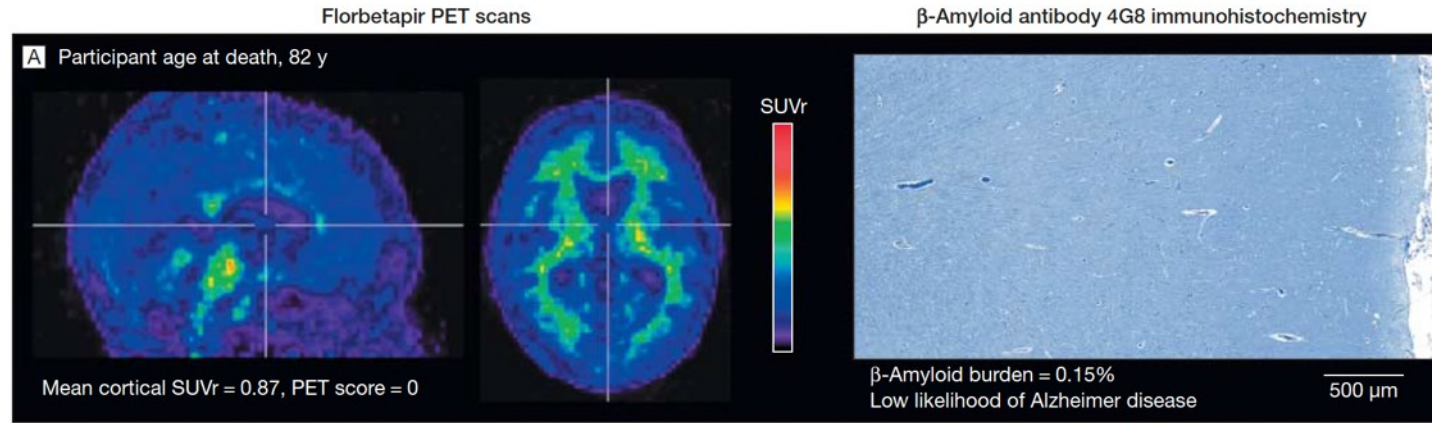 Florbetapir PET scans
β-Amyloid antibody 4G8 immunohistochemistry
A Participant age at death, 82 y
SUVr
Mean cortical SUVr = 0.87, PET score = 0
β-Amyloid burden = 0.15%
Low likelihood of Alzheimer disease
500 μm